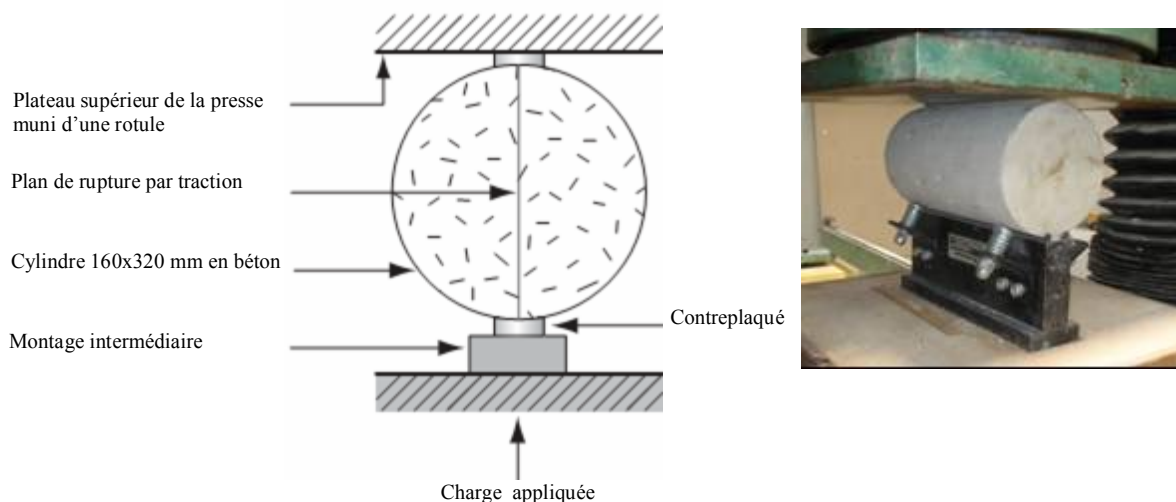 Plateau supérieur de la presse
muni d'une rotule
Plan de rupture par traction
Cylindre 160x320 mm en béton
Montage intermédiaire
Contreplaqué
Charge appliquée